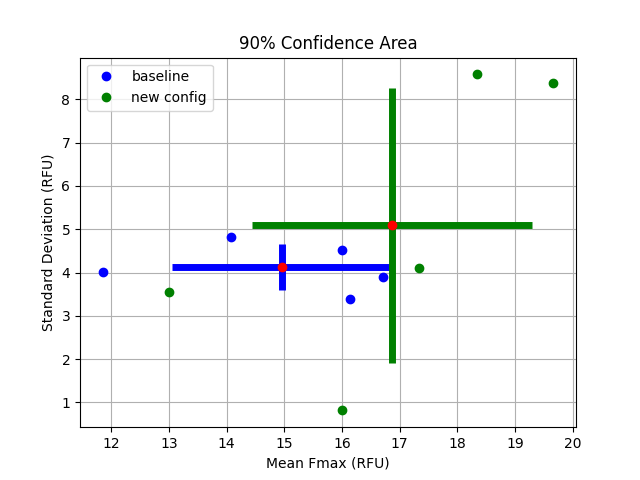 90% Confidence Area
baseline
new config
8
7
6
5
4
3
2
1
Standard Deviation (RFU)
12 13 14 15 16 17 18 19 20
Mean Fmax (RFU)